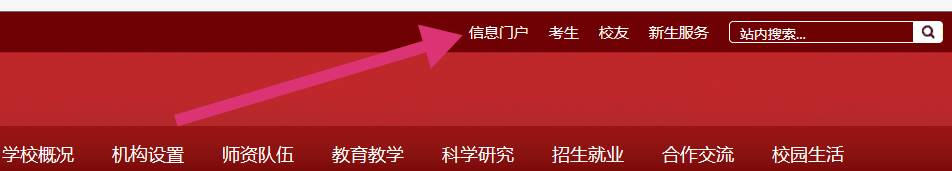 信息门户 考生 校友 新生服务 站内搜索...
学校概况 机构设置 师资队伍 教育教学 科学研究 招生就业 合作交流 校园生活